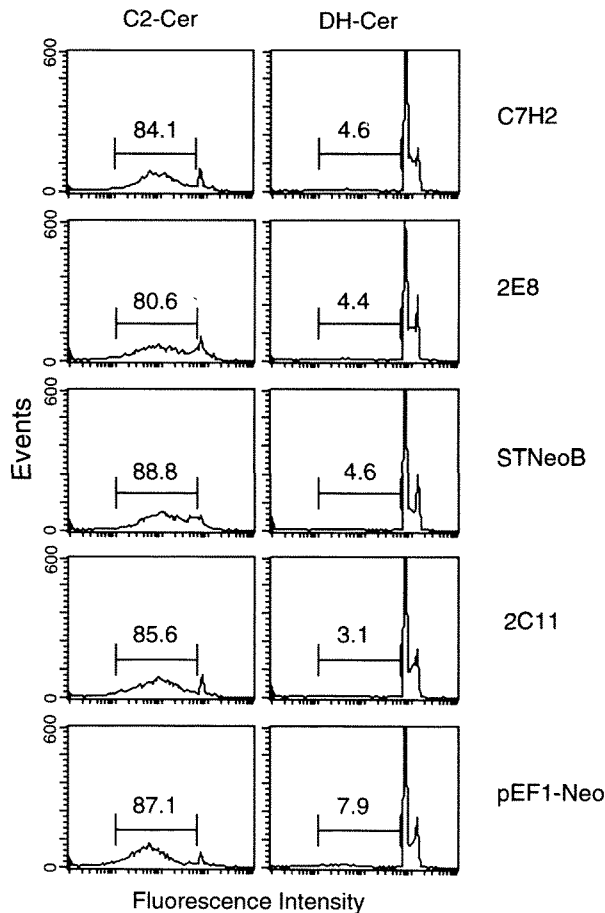 C2-Cer DH-Cer
600 84.1 4.6 C7H2
0
600 80.6 4.4 2E8
0
Events
600 88.8 4.6 STNeoB
0
600 85.6 3.1 2C11
0
600 87.1 7.9 pEF1-Neo
0
Fluorescence Intensity